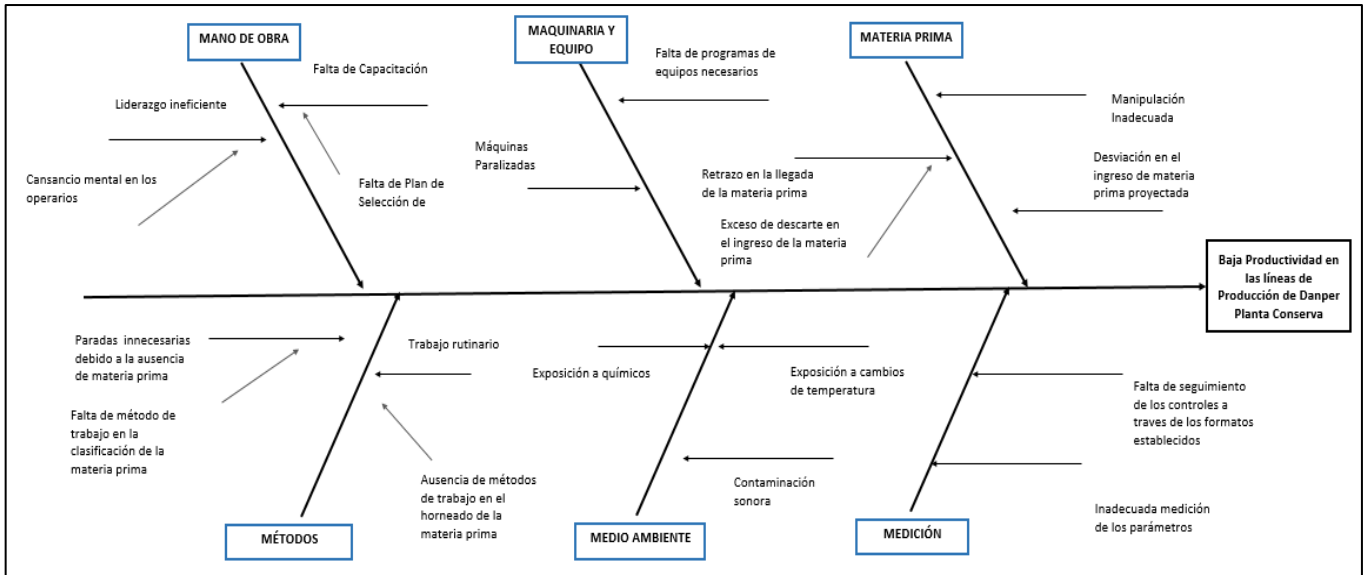 MANO DE OBRA
MAQUINARIA Y
EQUIPO
MATERIA PRIMA
Falta de Capacitación
Liderazgo ineficiente
Cansancio mental en los
operarios
Falta de Plan de
Selección de
Falta de programas de
equipos necesarios
Máquinas
Paralizadas
Manipulación
Inadecuada
Retrazo en la llegada
de la materia prima
Exceso de descarte en
el ingreso de la materia
prima
Desviación en el
ingreso de materia
prima proyectada
Baja Productividad en
las líneas de
Producción de Danper
Planta Conserva
Paradas innecesarias
debido a la ausencia
de materia prima
Falta de método de
trabajo en la
clasificación de la
materia prima
Trabajo rutinario
Ausencia de métodos
de trabajo en el
horneado de la
materia prima
Exposición a químicos
Exposición a cambios
de temperatura
Contaminación
sonora
Falta de seguimiento
de los controles a
traves de los formatos
establecidos
Inadecuada medición
de los parámetros
MÉTODOS
MEDIO AMBIENTE
MEDICIÓN